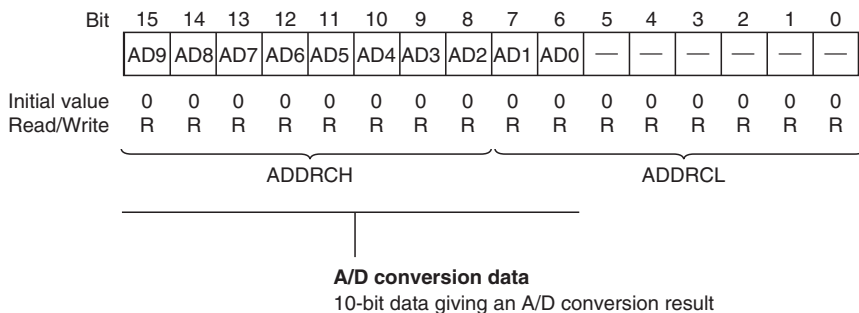 Bit 15 14 13 12 11 10 9 8 7 6 5 4 3 2 1 0
AD9 AD8 AD7 AD6 AD5 AD4 AD3 AD2 AD1 AD0 — — — — — —
Initial value 0 0 0 0 0 0 0 0 0 0 0 0 0 0 0 0
Read/Write R R R R R R R R R R R R R R R R
ADDRCH ADDRCL
A/D conversion data
10-bit data giving an A/D conversion result